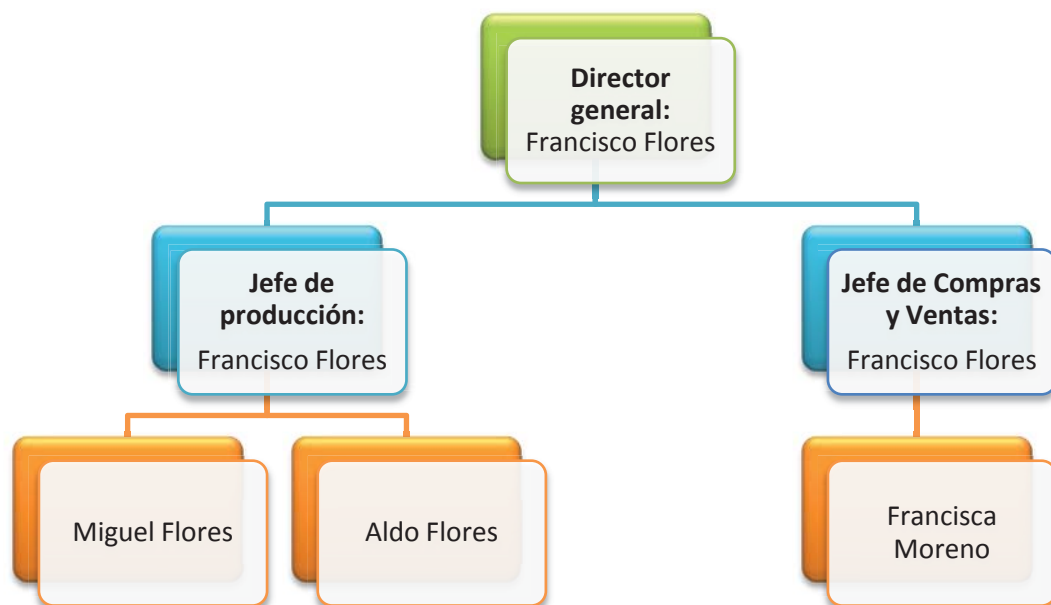 Director
general:
Francisco Flores
Jefe de
producción:
Francisco Flores
Jefe de Compras
y Ventas:
Francisco Flores
Miguel Flores
Aldo Flores
Francisca
Moreno